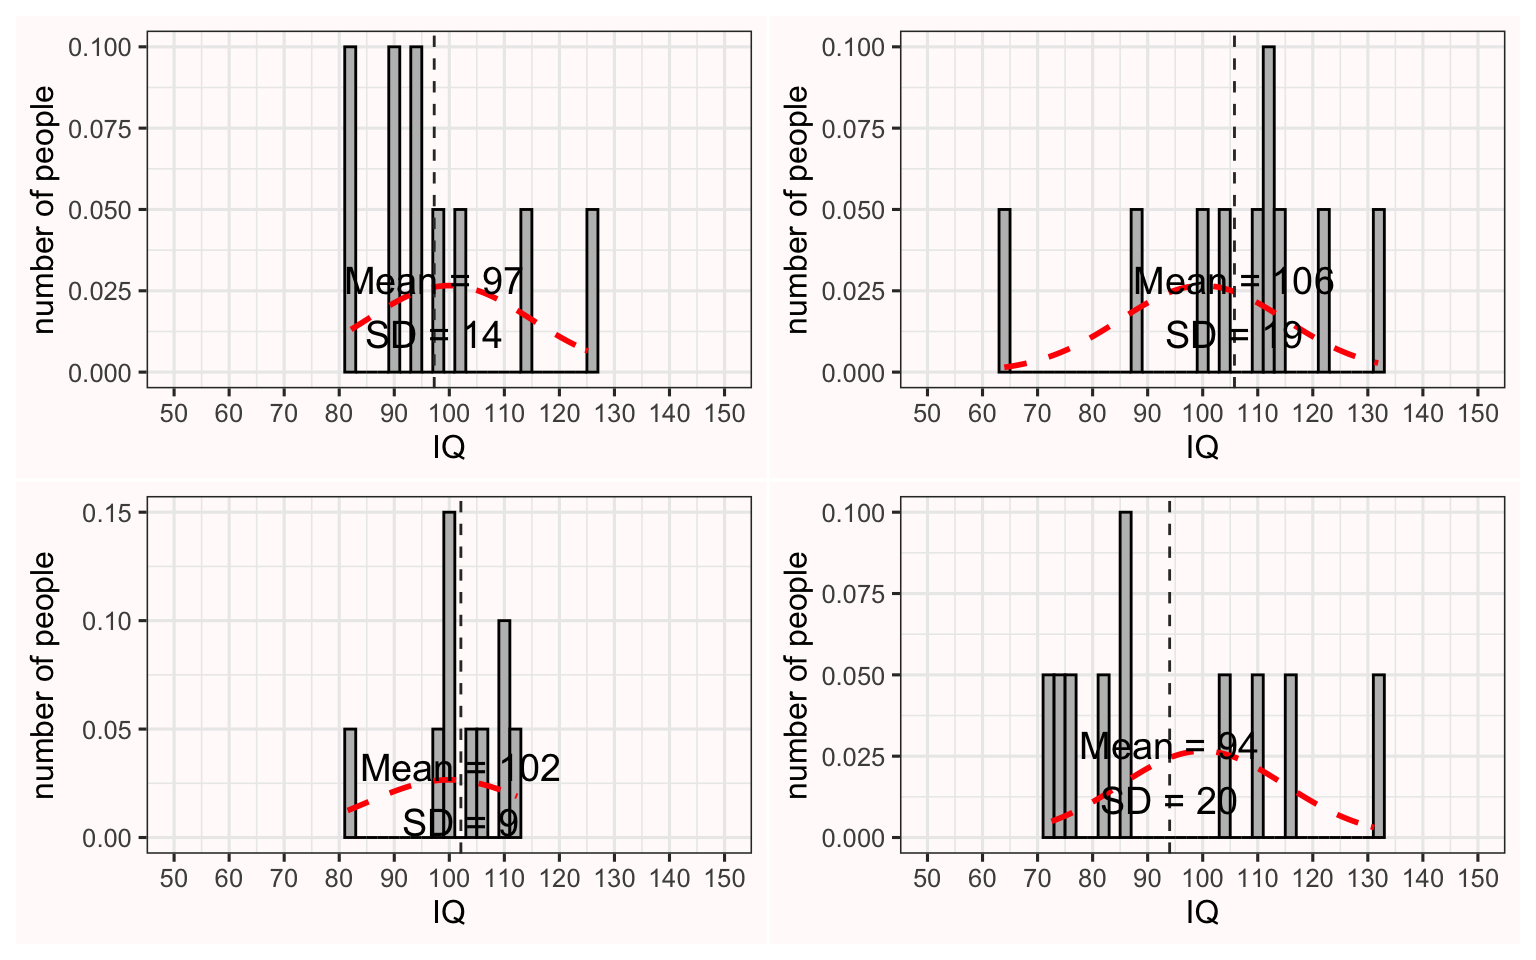 number of people
0.100
0.075
0.050
0.025
0.000
Mean = 97
SD = 14
50 60 70 80 90 100 110 120 130 140 150
IQ
number of people
0.100
0.075
0.050
0.025
0.000
Mean = 106
SD = 19
50 60 70 80 90 100 110 120 130 140 150
IQ
number of people
0.15
0.10
0.05
0.00
Mean = 102
SD = 9
50 60 70 80 90 100 110 120 130 140 150
IQ
number of people
0.100
0.075
0.050
0.025
0.000
Mean = 94
SD = 20
50 60 70 80 90 100 110 120 130 140 150
IQ